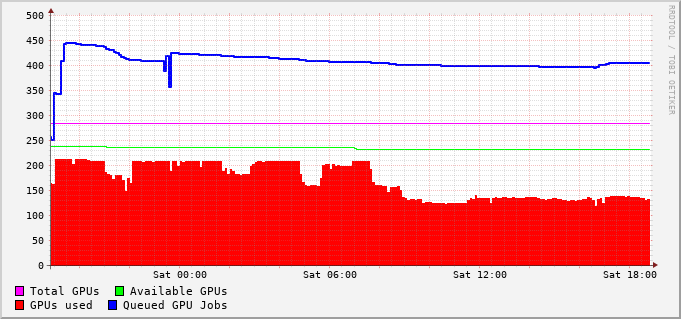 500
450
400
350
300
250
200
150
100
50
0
Sat 00:00 Sat 06:00 Sat 12:00 Sat 18:00
Total GPUs Available GPUs
GPUs used Queued GPU Jobs
RRDTOOL / TOBI OETIKER